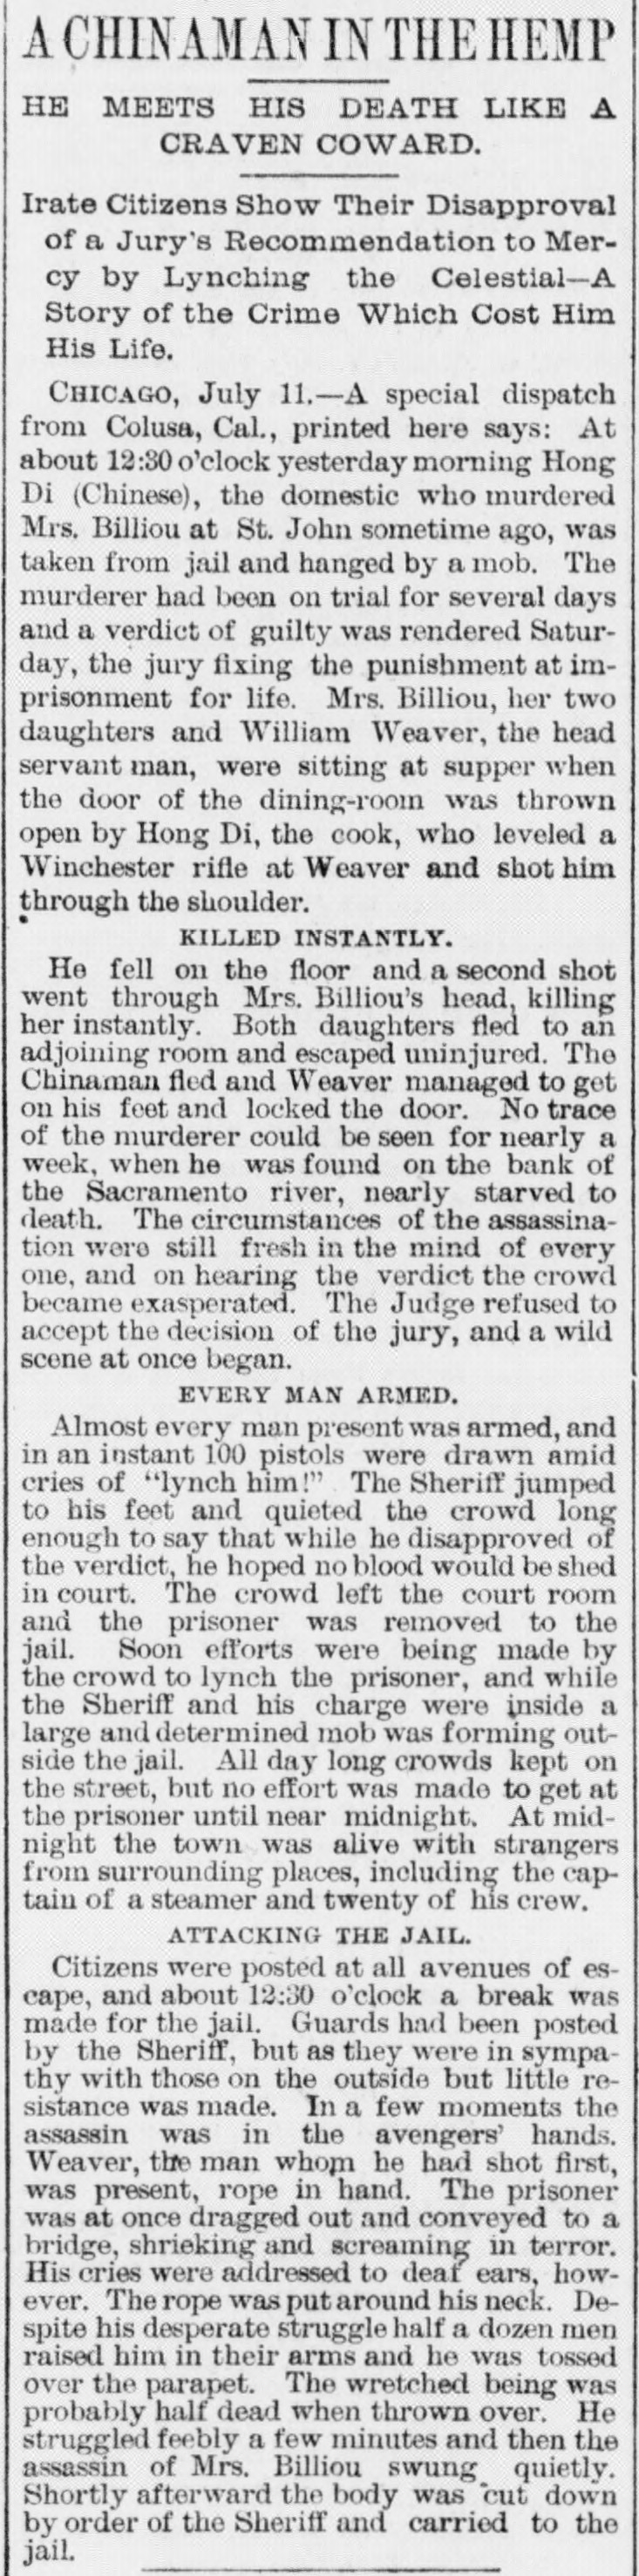 A CHINAMAN IN THE HEMP
HE MEETS HIS DEATH LIKE A
CRAVEN COWARD.
Irate Citizens Show Their Disapproval
of a Jury's Recommendation to Mer-
cy by Lynching the Celestial—A
Story of the Crime Which Cost Him
His Life.
CHICAGO, July 11.—A special dispatch
from Colusa, Cal., printed here says: At
about 12:30 o'clock yesterday morning Hong
Di (Chinese), the domestic who murdered
Mrs. Billiou at St. John sometime ago, was
taken from jail and hanged by a mob. The
murderer had been on trial for several days
and a verdict of guilty was rendered Satur-
day, the jury fixing the punishment at im-
prisonment for life. Mrs. Billiou, her two
daughters and William Weaver, the head
servant man, were sitting at supper when
the door of the dining-room was thrown
open by Hong Di, the cook, who leveled a
Winchester rifle at Weaver and shot him
through the shoulder.
KILLED INSTANTLY.
He fell on the floor and a second shot
went through Mrs. Billiou's head, killing
her instantly. Both daughters fled to an
adjoining room and escaped uninjured. The
Chinaman fled and Weaver managed to get
on his feet and locked the door. No trace
of the murderer could be seen for nearly a
week, when he was found on the bank of
the Sacramento river, nearly starved to
death. The circumstances of the assassina-
tion were still fresh in the mind of every
one, and on hearing the verdict the crowd
became exasperated. The Judge refused to
accept the decision of the jury, and a wild
scene at once began.
EVERY MAN ARMED.
Almost every man present was armed, and
in an instant 100 pistols were drawn amid
cries of "lynch him!" The Sheriff jumped
to his feet and quieted the crowd long
enough to say that while he disapproved of
the verdict, he hoped no blood would be shed
in court. The crowd left the court room
and the prisoner was removed to the
jail. Soon efforts were being made by
the crowd to lynch the prisoner, and while
the Sheriff and his charge were inside a
large and determined mob was forming out-
side the jail. All day long crowds kept on
the street, but no effort was made to get at
the prisoner until near midnight. At mid-
night the town was alive with strangers
from surrounding places, including the cap-
tain of a steamer and twenty of his crew.
ATTACKING THE JAIL.
Citizens were posted at all avenues of es-
cape, and about 12:30 o'clock a break was
made for the jail. Guards had been posted
by the Sheriff, but as they were in sympa-
thy with those on the outside but little re-
sistance was made. In a few moments the
assassin was in the avengers' hands.
Weaver, the man whom he had shot first,
was present, rope in hand. The prisoner
was at once dragged out and conveyed to a
bridge, shrieking and screaming in terror.
His cries were addressed to deaf ears, how-
ever. The rope was put around his neck. De-
spite his desperate struggle half a dozen men
raised him in their arms and he was tossed
over the parapet. The wretched being was
probably half dead when thrown over. He
struggled feebly a few minutes and then the
assassin of Mrs. Billiou swung quietly.
Shortly afterward the body was cut down
by order of the Sheriff and carried to the
jail.